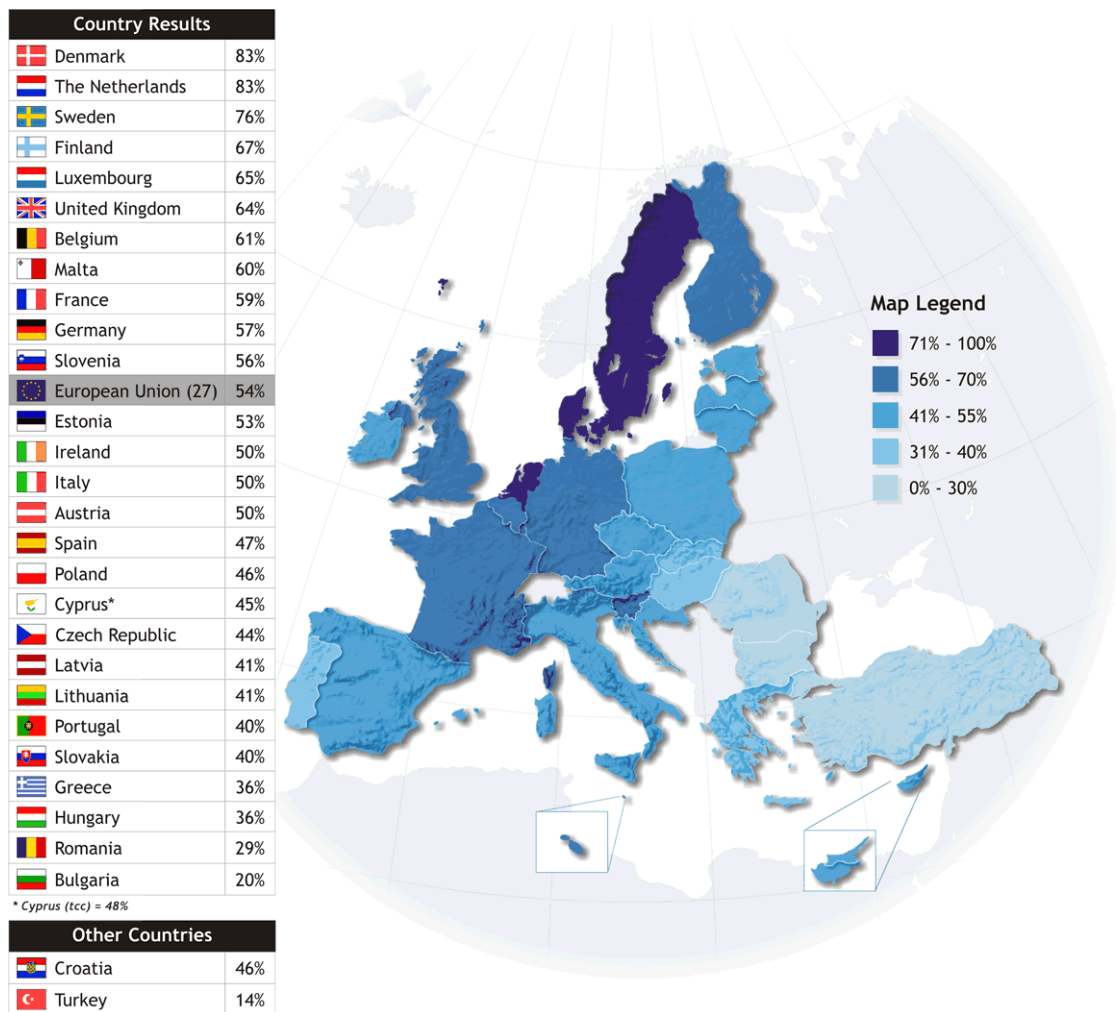 Country Results
Denmark 83%
The Netherlands 83%
Sweden 76%
Finland 67%
Luxembourg 65%
United Kingdom 64%
Belgium 61%
Malta 60%
France 59%
Germany 57%
Slovenia 56%
European Union (27) 54%
Estonia 53%
Ireland 50%
Italy 50%
Austria 50%
Spain 47%
Poland 46%
Cyprus* 45%
Czech Republic 44%
Latvia 41%
Lithuania 41%
Portugal 40%
Slovakia 40%
Greece 36%
Hungary 36%
Romania 29%
Bulgaria 20%
* Cyprus (tcc) = 48%
Other Countries
Croatia 46%
Turkey 14%
Map Legend
71% - 100%
56% - 70%
41% - 55%
31% - 40%
0% - 30%